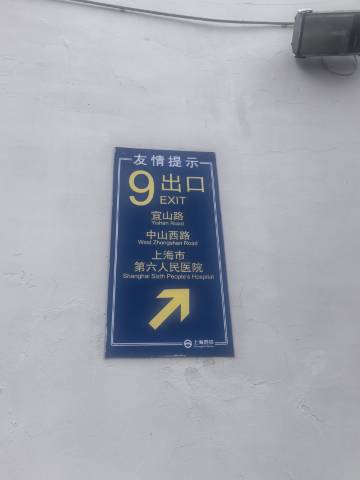 友情提示
9 出口
EXIT
宜山路
Yishan Road
中山西路
West Zhongshan Road
上海市
第六人民医院
Shanghai Sixth People's Hospital
上海地铁